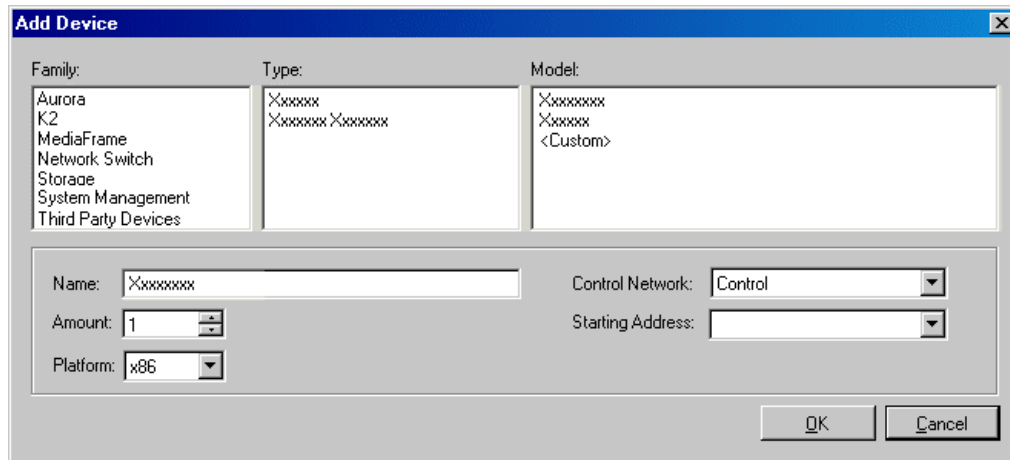 Add Device
Family:
Type:
Model:
Aurora
K2
MediaFrame
Network Switch
Storage
System Management
Third Party Devices
Xxxxxx
Xxxxxxx Xxxxxxx
Xxxxxxxx
Xxxxxx
<Custom>
Name: Xxxxxxxx
Control Network: Control
Amount: 1
Starting Address:
Platform: x86
OK
Cancel